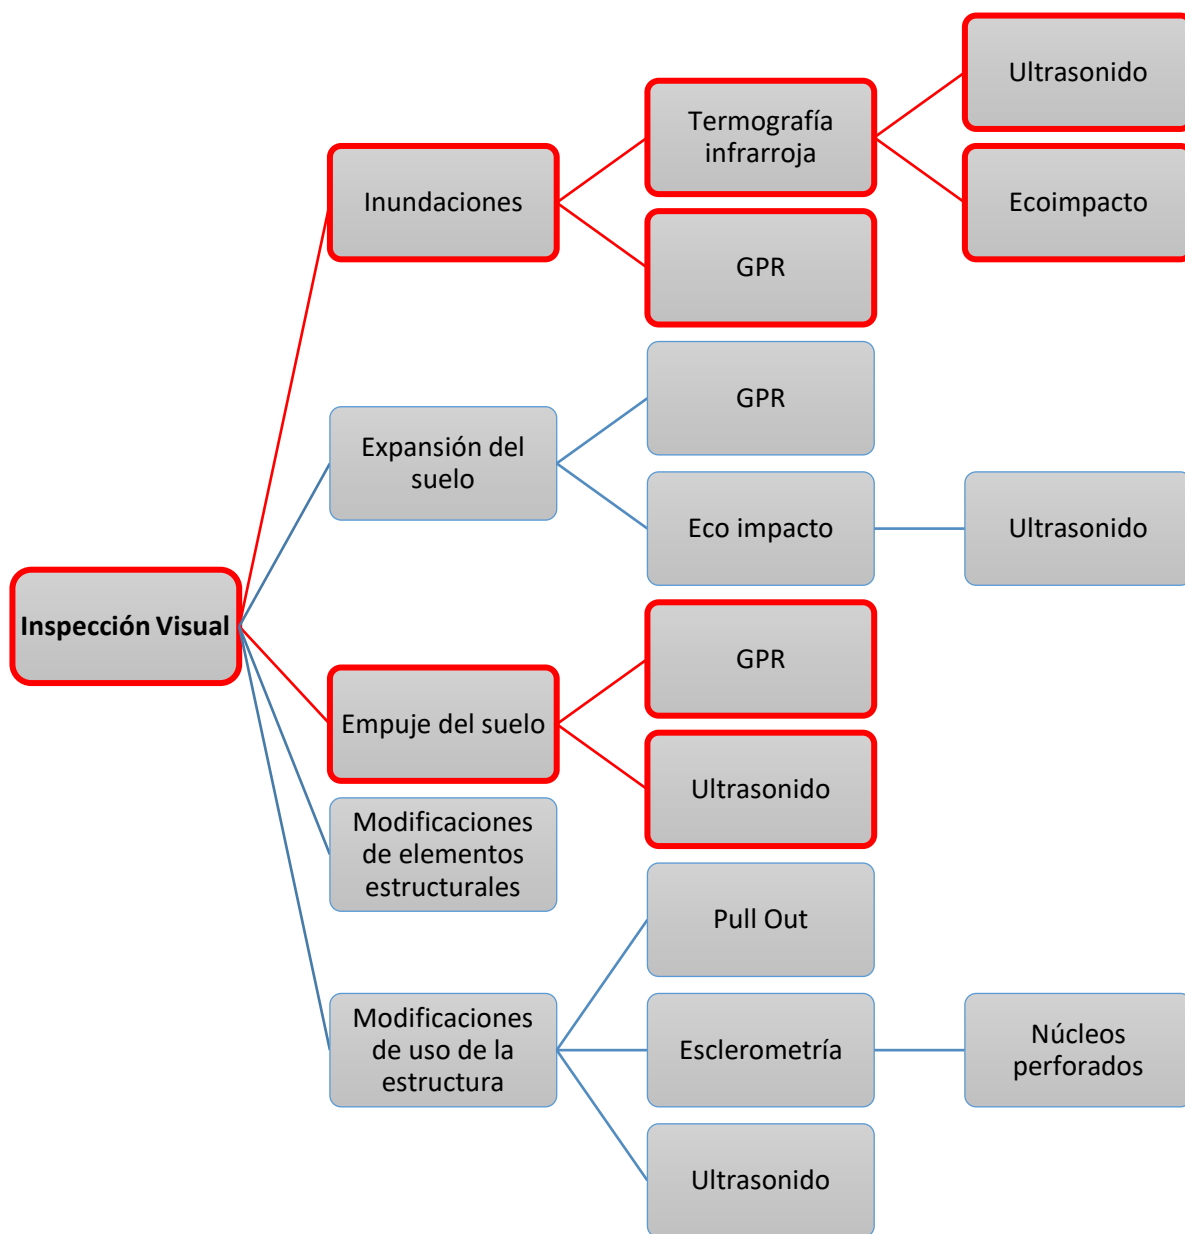 Inspección Visual
Inundaciones
Termografía
infrarroja
Ultrasonido
Ecoimpacto
GPR
Expansión del
suelo
GPR
Eco impacto
Ultrasonido
Empuje del suelo
GPR
Ultrasonido
Modificaciones
de elementos
estructurales
Modificaciones
de uso de la
estructura
Pull Out
Esclerometría
Núcleos
perforados
Ultrasonido